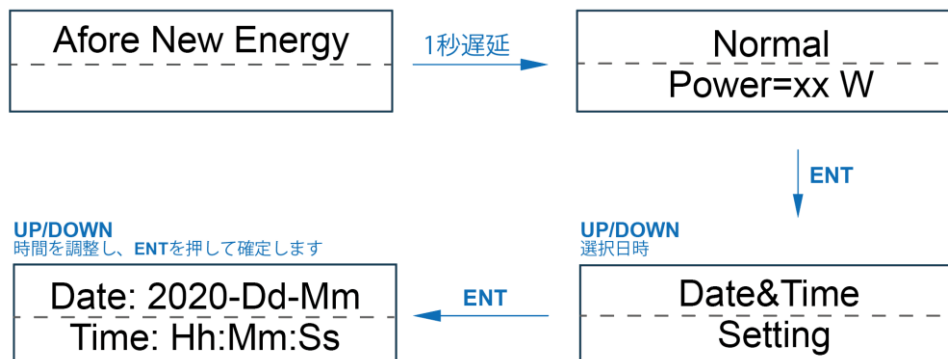 Afore New Energy
1秒遅延
Normal
Power=xx W
ENT
UP/DOWN
選択日時
Date&Time
Setting
ENT
UP/DOWN
時間を調整し、ENTを押して確定します
Date: 2020-Dd-Mm
Time: Hh:Mm:Ss